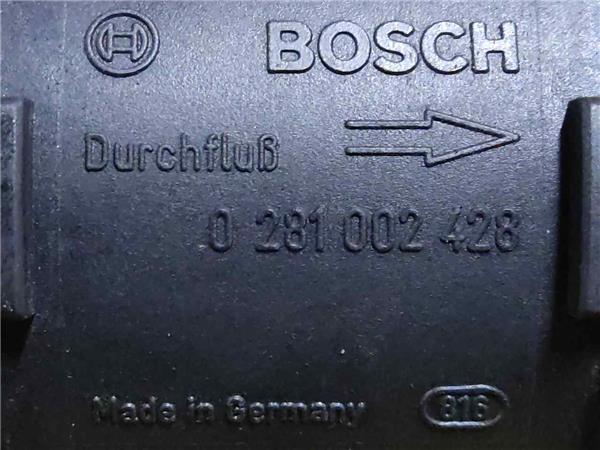 BOSCH
Durchfluß
0 281 002 428
Made in Germany 816